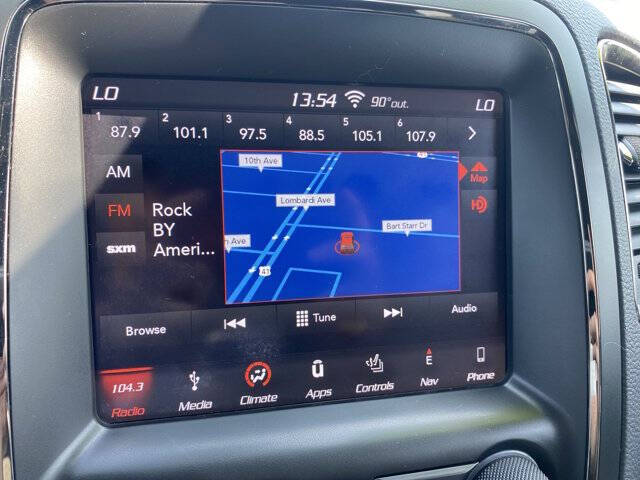 LO 13:54 90°out. LO
1 2 3 4 5 6
87.9 101.1 97.5 88.5 105.1 107.9
AM
FM
sxm
Rock
BY
Ameri...
10th Ave
Lombardi Ave
Bart Starr Dr
h Ave
41
41
Map
HD
Browse Tune Audio
104.3
Radio Media Climate Apps Controls Nav Phone
E